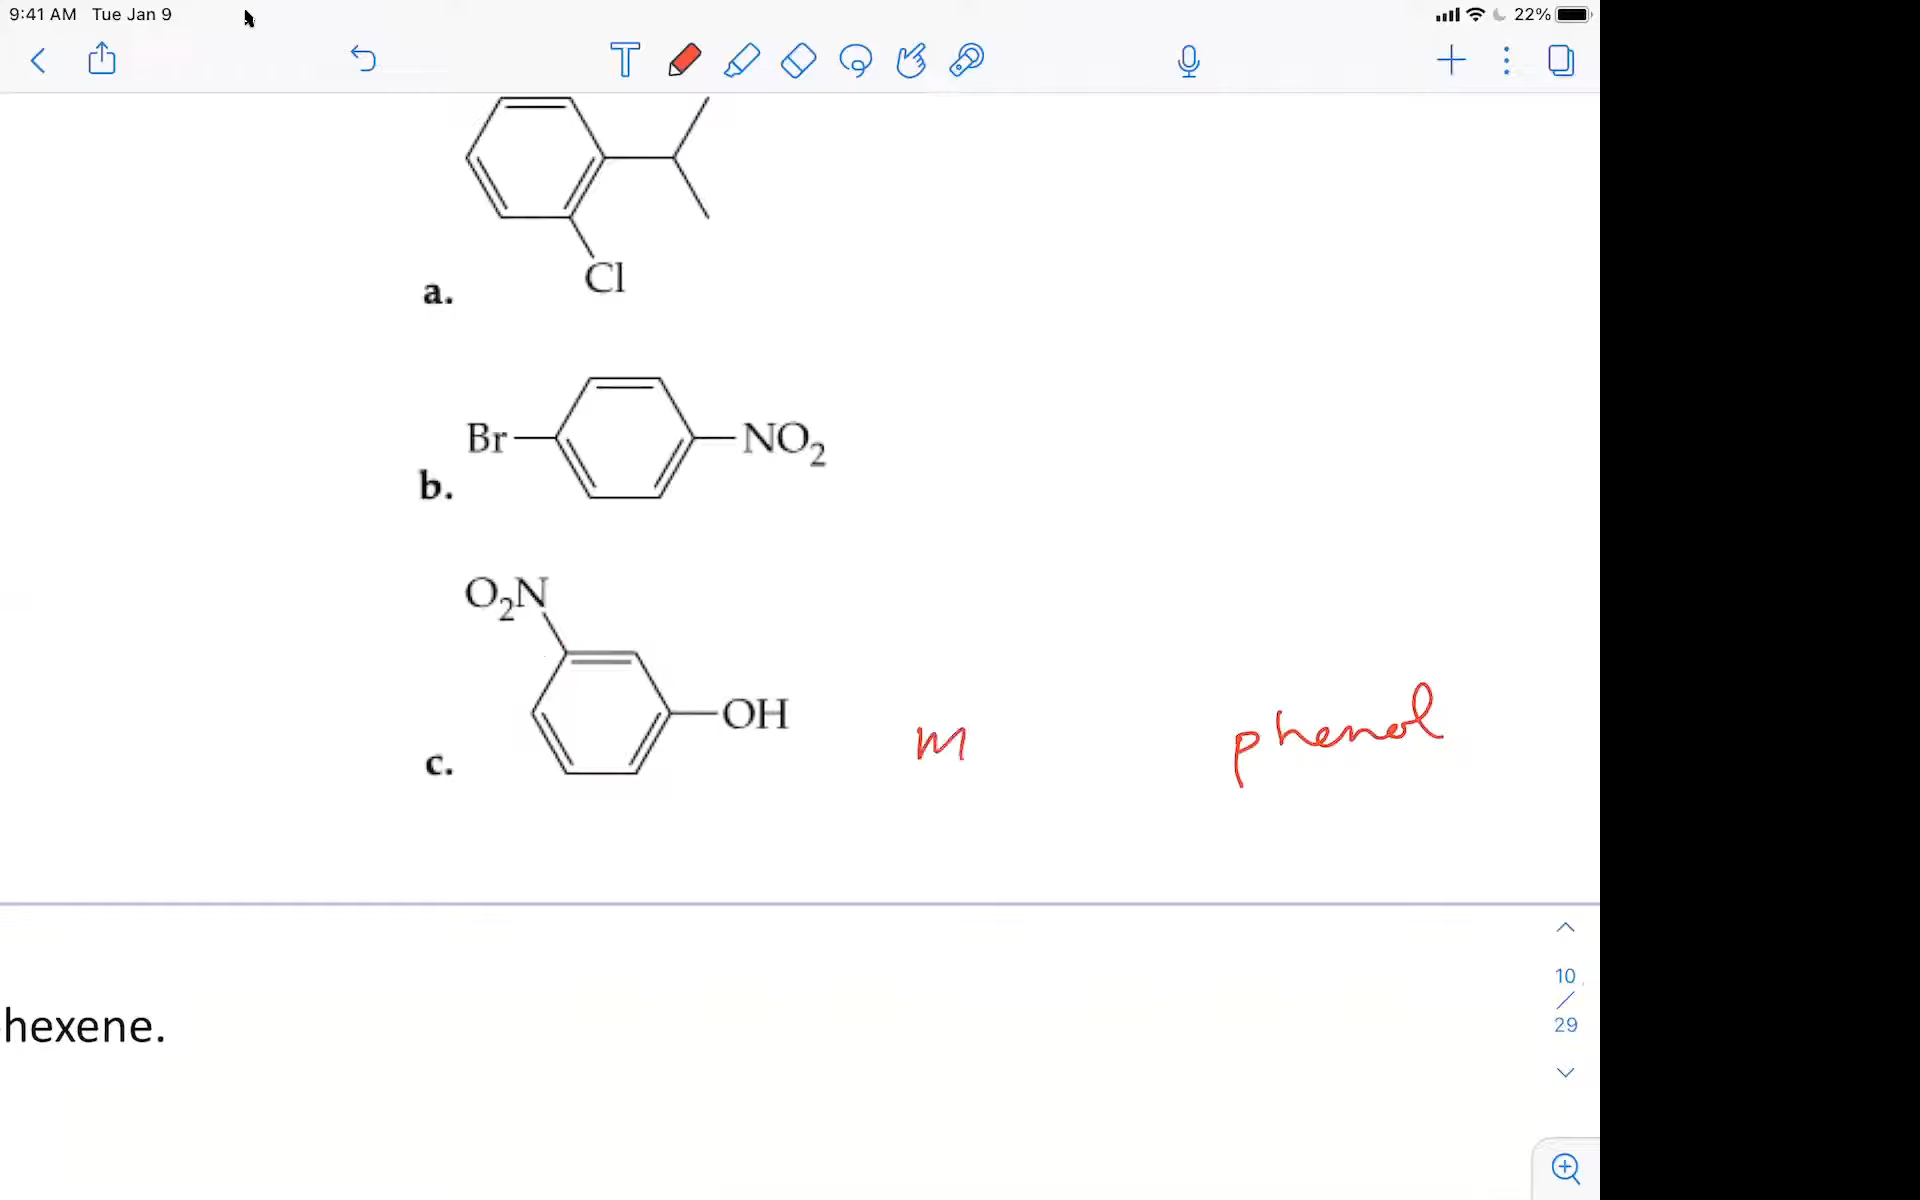 9:41 AM Tue Jan 9
22%
T
Cl
a.
Br NO₂
b.
O₂N
OH
m phenol
c.
10
/
29
hexene.